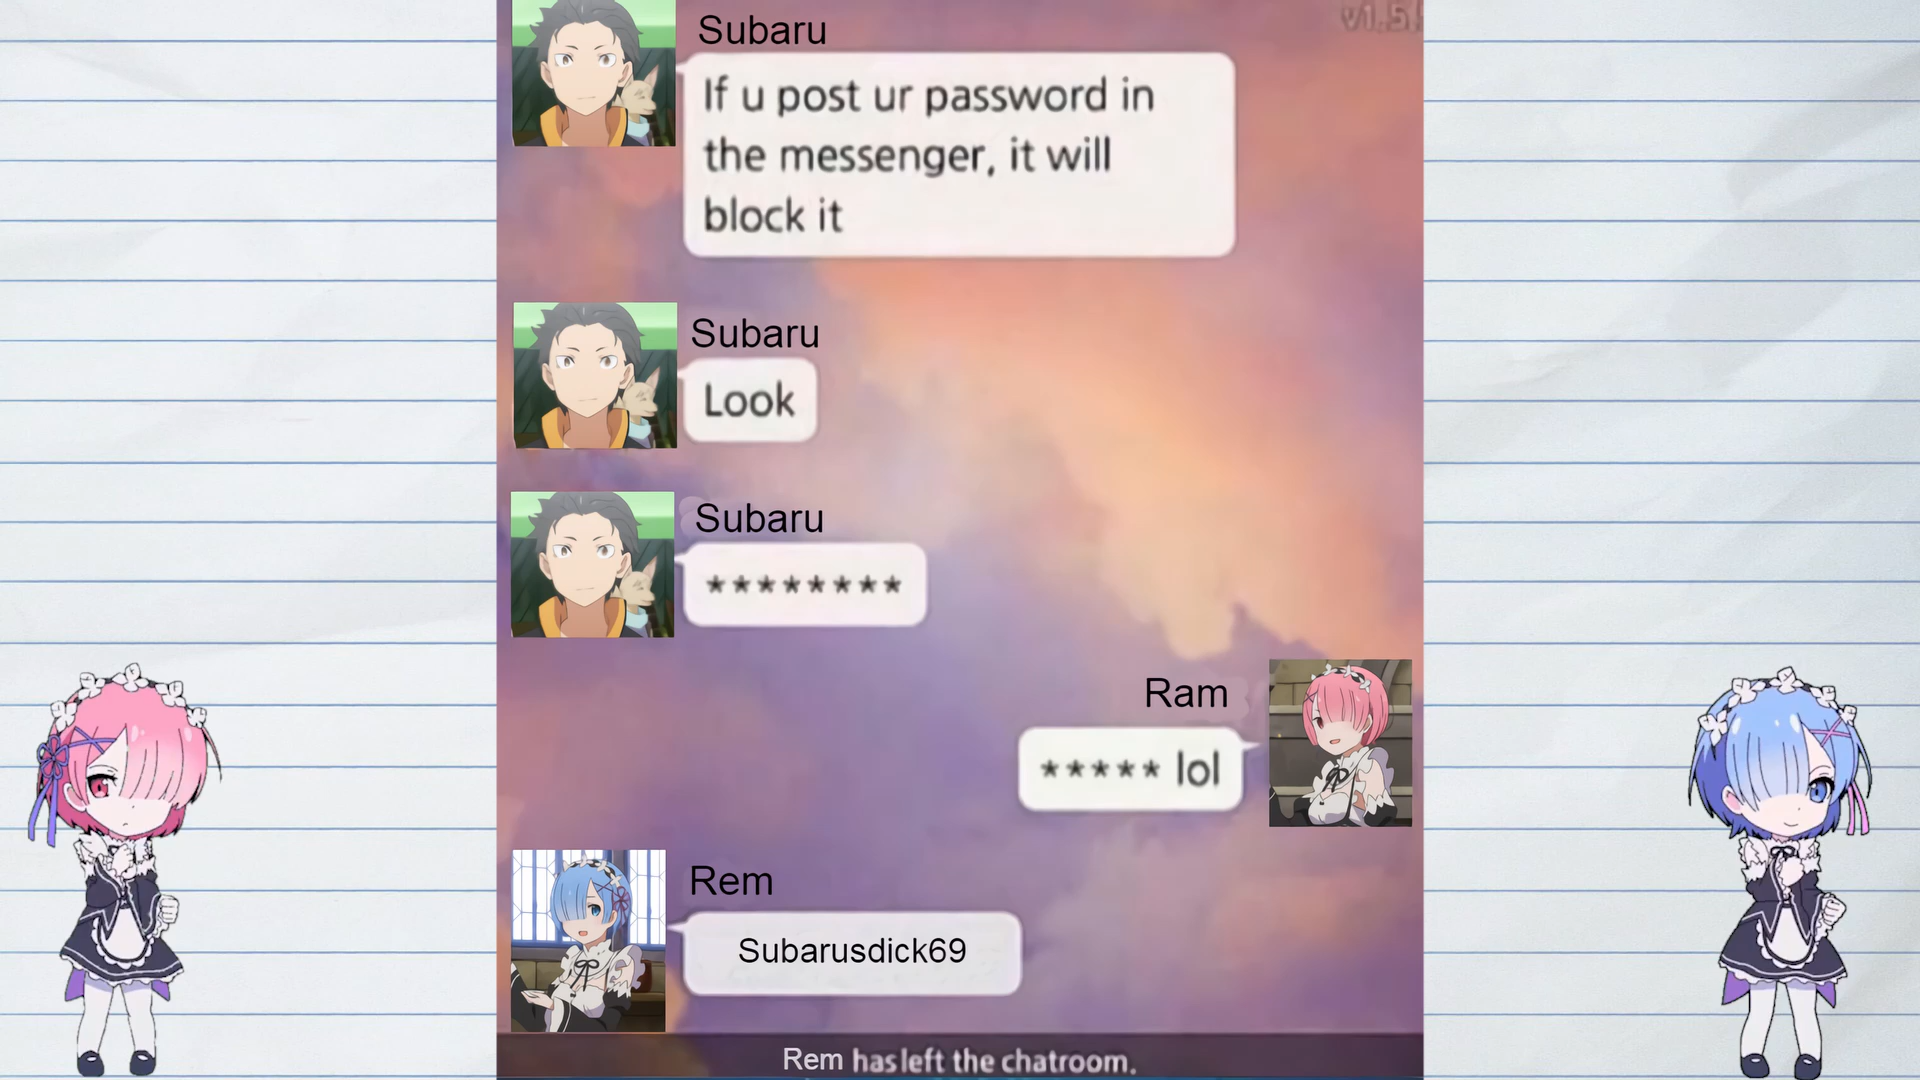 v1.5
Subaru
If u post ur password in
the messenger, it will
block it
Subaru
Look
Subaru
********
Ram
***** lol
Rem
Subarusdick69
Rem has left the chatroom.